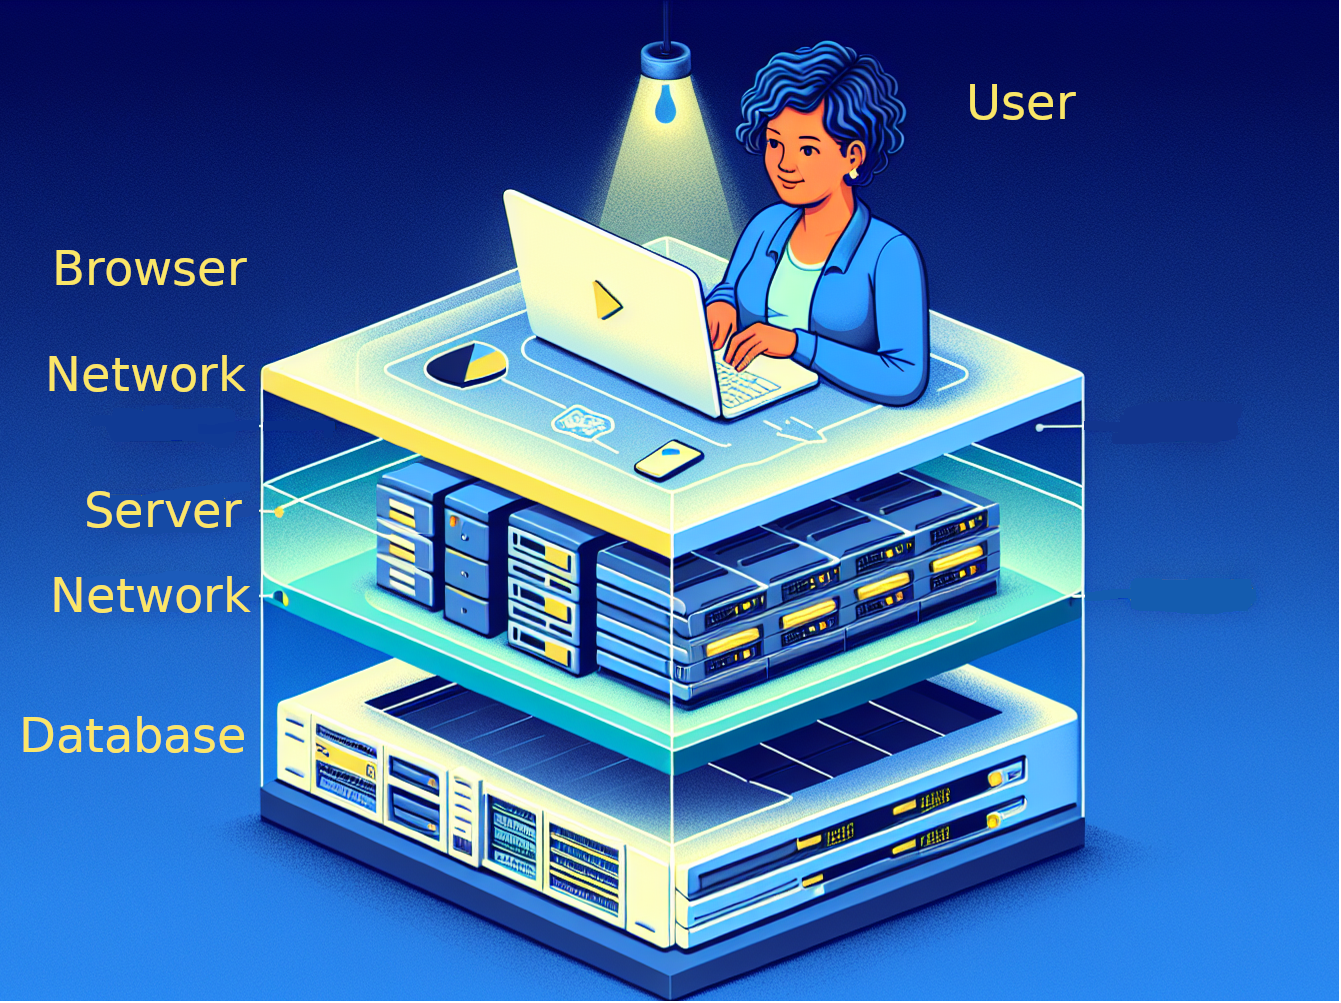 User
Browser
Network
Server
Network
Database